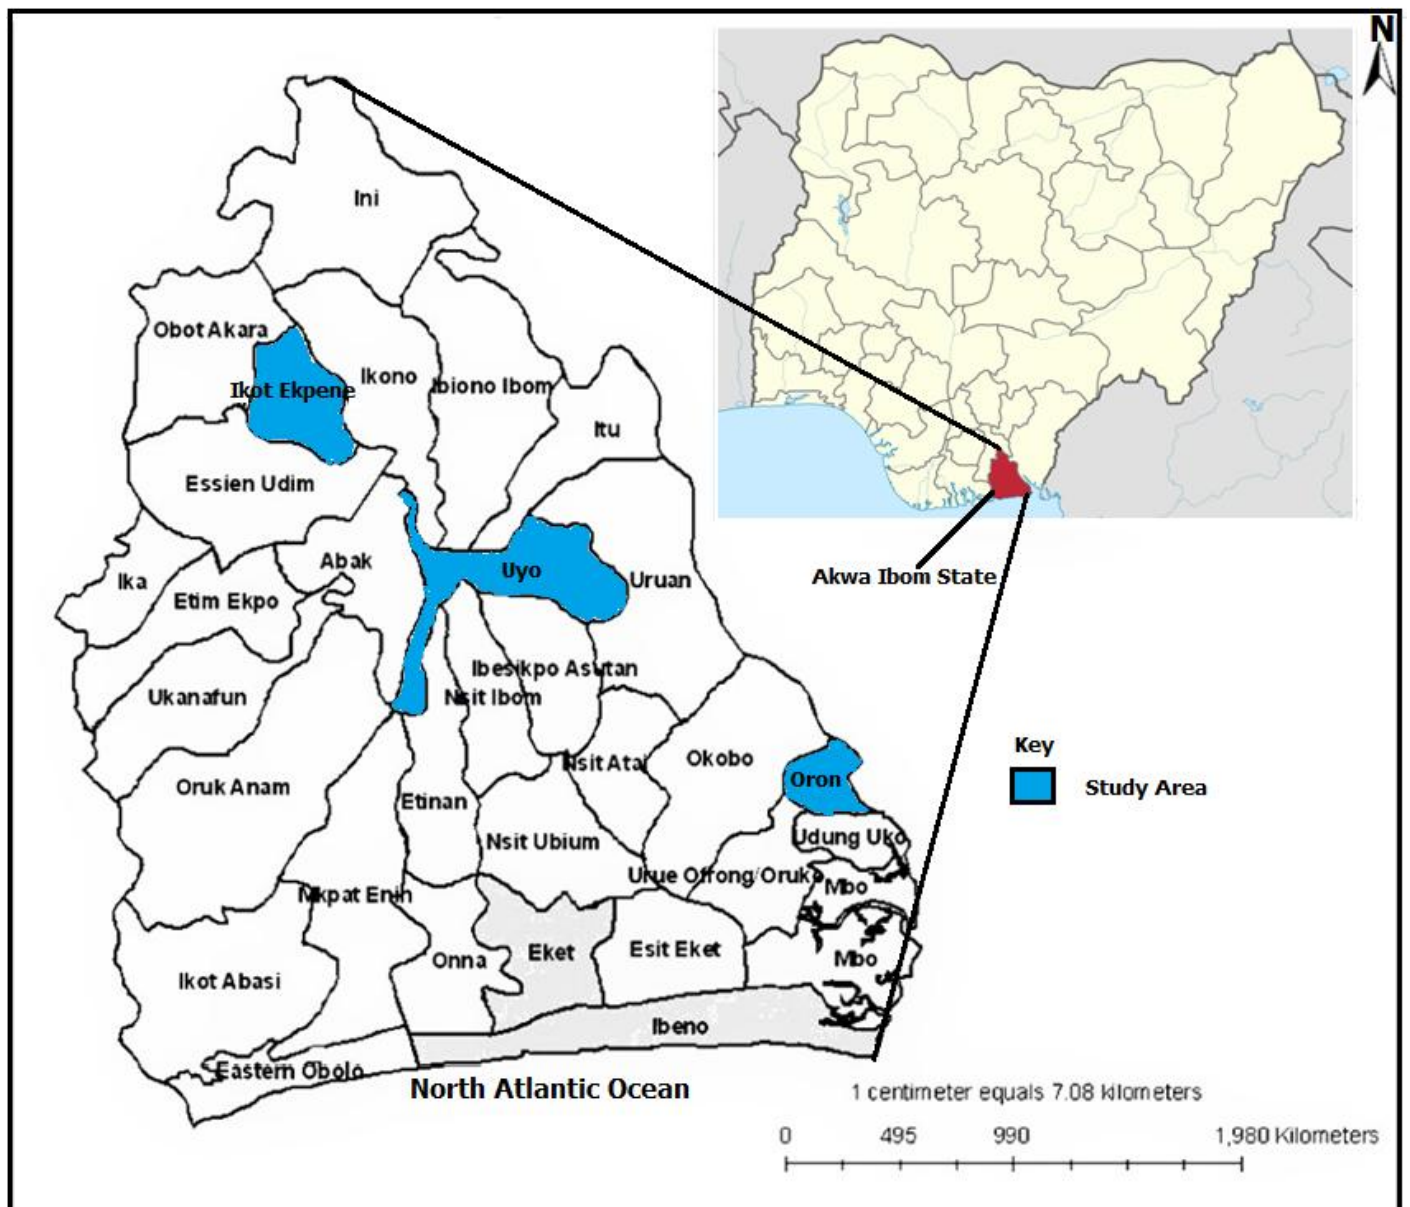 N
Ini
Obot Akara
Ikot Ekpene
Ikono
Ibiono Ibom
Itu
Essien Udim
Abak
Uyo
Uruan
Ika
Etim Ekpo
Akwa Ibom State
Ibesikpo Asutan
Ukanafun
Nsit Ibom
Key
Study Area
Oruk Anam
Etinan
Nsit Atai
Okobo
Oron
Nsit Ubium
Udung Uko
Urue Offong/Oruko
Mbo
Mkpat Enin
Ikot Abasi
Onna
Eket
Esit Eket
Mbo
Ibeno
Eastern Obolo
North Atlantic Ocean
1 centimeter equals 7.08 kilometers
0 495 990 1,980 Kilometers